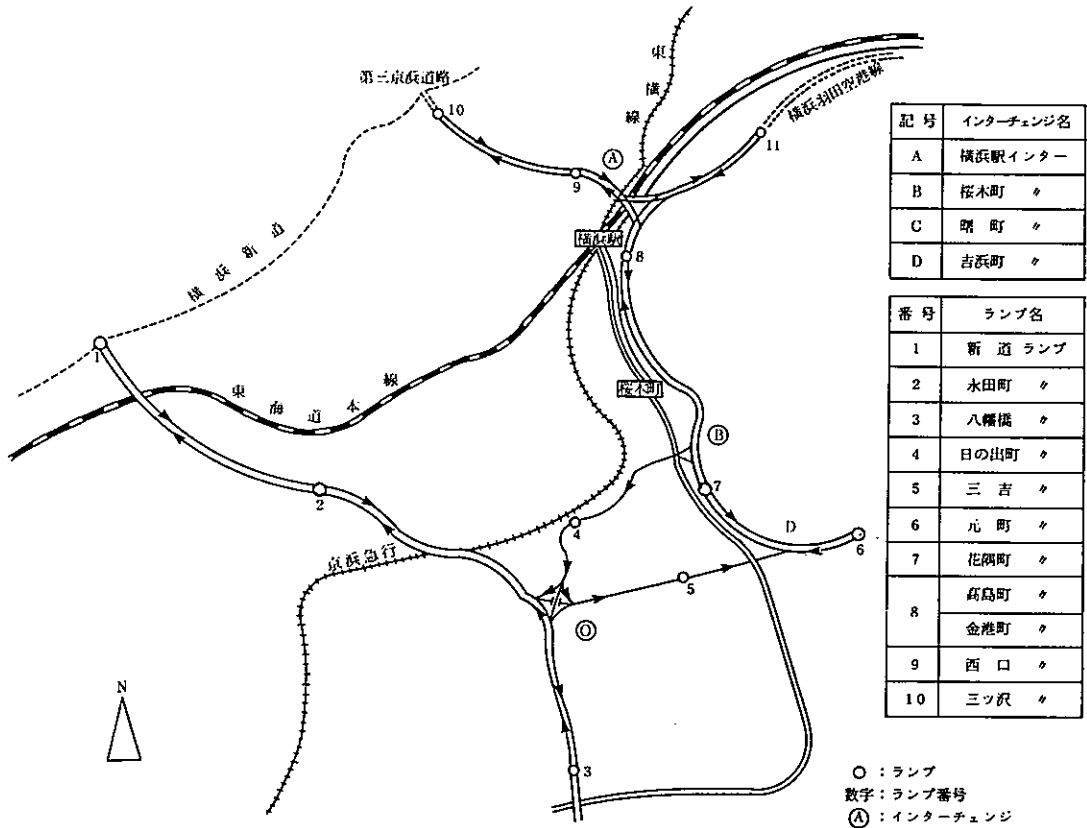 東横線
第三京浜道路
10
横浜羽田空港線
11
Ⓐ
9
横浜駅
8
横浜新道
1
東海道本線
桜木町
Ⓑ
7
2
4
D
6
京浜急行
5
Ⓞ
N
3
記号 インターチェンジ名
A 横浜駅インター
B 桜木町 〃
C 曙町 〃
D 吉浜町 〃
番号 ランプ名
1 新道ランプ
2 永田町 〃
3 八幡橋 〃
4 日の出町 〃
5 三吉 〃
6 元町 〃
7 花隅町 〃
8 高島町 〃
金港町 〃
9 西口 〃
10 三ッ沢 〃
○：ランプ
数字：ランプ番号
Ⓐ：インターチェンジ